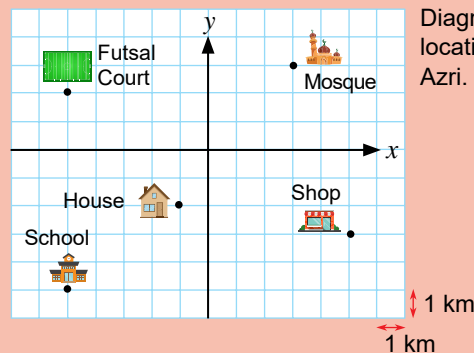 y
Diagr
locati
Azri.
Futsal
Court
Mosque
x
House
Shop
School
1 km
1 km